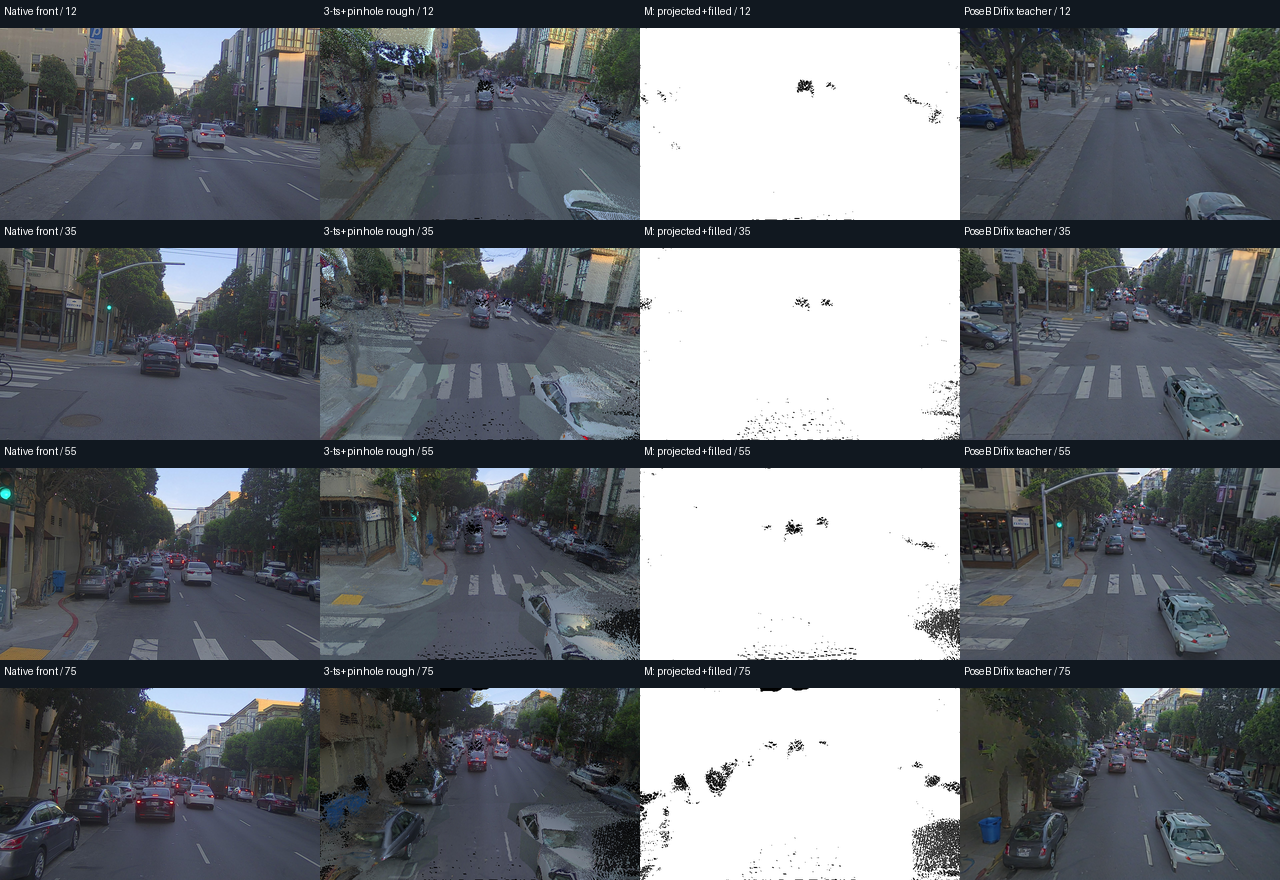 Native front / 12
3-ts+pinhole rough / 12
M: projected+filled / 12
PoseB Difix teacher / 12
P
Native front / 35
3-ts+pinhole rough / 35
M: projected+filled / 35
PoseB Difix teacher / 35
Native front / 55
3-ts+pinhole rough / 55
M: projected+filled / 55
PoseB Difix teacher / 55
Native front / 75
3-ts+pinhole rough / 75
M: projected+filled / 75
PoseB Difix teacher / 75